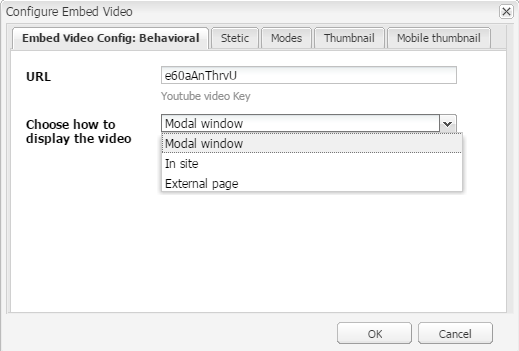 Configure Embed Video
Embed Video Config: Behavioral Stetic Modes Thumbnail Mobile thumbnail
URL e60aAnThrvU
Youtube video Key
Choose how to display the video Modal window
Modal window
In site
External page
OK Cancel